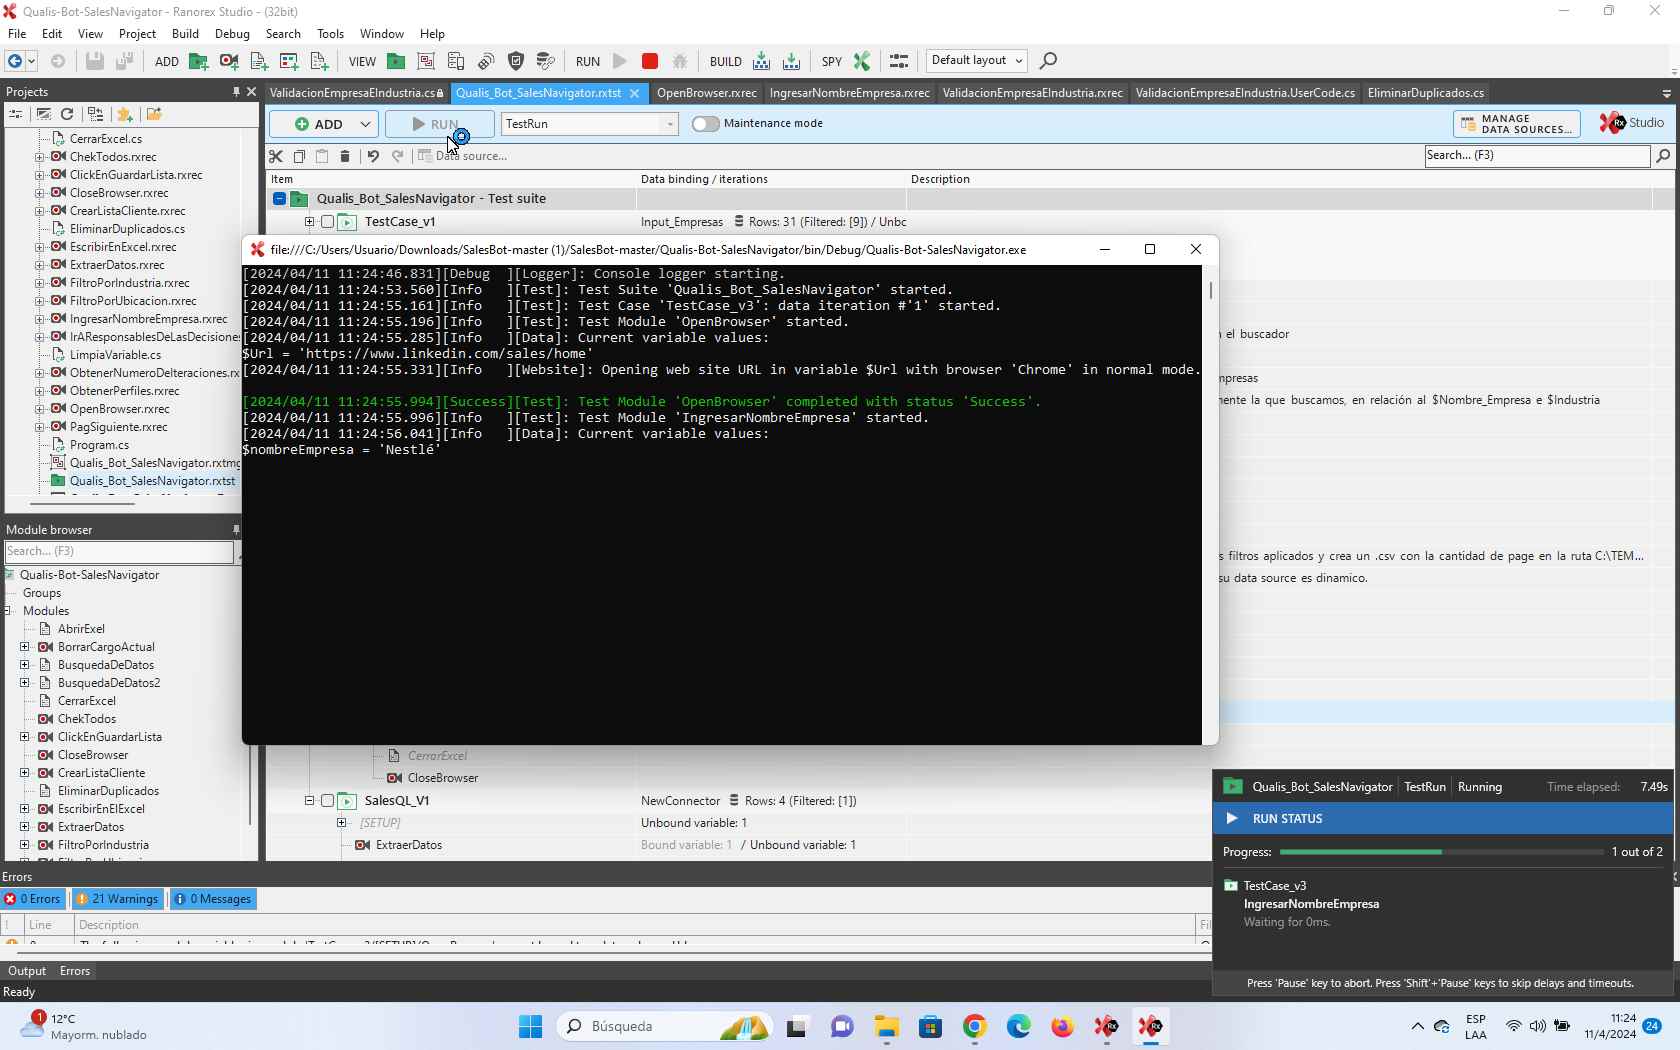 Qualis-Bot-SalesNavigator - Ranorex Studio - (32bit)
File Edit View Project Build Debug Search Tools Window Help
ADD VIEW RUN BUILD SPY Default layout
Projects
ValidacionEmpresaEIndustria.cs Qualis_Bot_SalesNavigator.rxtst OpenBrowser.rxrec IngresarNombreEmpresa.rxrec ValidacionEmpresaEIndustria.rxrec ValidacionEmpresaEIndustria.UserCode.cs EliminarDuplicados.cs
ADD RUN TestRun Maintenance mode MANAGE DATA SOURCES... Rx Studio
Data source... Search... (F3)
Item Data binding / iterations Description
Qualis_Bot_SalesNavigator - Test suite
TestCase_v1 Input_Empresas Rows: 31 (Filtered: [9]) / Unbc
CerrarExcel.cs
ChekTodos.rxrec
ClickEnGuardarLista.rxrec
CloseBrowser.rxrec
CrearListaCliente.rxrec
EliminarDuplicados.cs
EscribirEnExcel.rxrec
ExtraerDatos.rxrec
FiltroPorIndustria.rxrec
FiltroPorUbicacion.rxrec
IngresarNombreEmpresa.rxrec
IrAResponsablesDeLasDecisione
LimpiaVariable.cs
ObtenerNumeroDeIteraciones.rx
ObtenerPerfiles.rxrec
OpenBrowser.rxrec
PagSiguiente.rxrec
Program.cs
Qualis_Bot_SalesNavigator.rxtmg
Qualis_Bot_SalesNavigator.rxtst
file:///C:/Users/Usuario/Downloads/SalesBot-master (1)/SalesBot-master/Qualis-Bot-SalesNavigator/bin/Debug/Qualis-Bot-SalesNavigator.exe
[2024/04/11 11:24:46.831][Debug ][Logger]: Console logger starting.
[2024/04/11 11:24:53.560][Info ][Test]: Test Suite 'Qualis_Bot_SalesNavigator' started.
[2024/04/11 11:24:55.161][Info ][Test]: Test Case 'TestCase_v3': data iteration #'1' started.
[2024/04/11 11:24:55.196][Info ][Test]: Test Module 'OpenBrowser' started.
[2024/04/11 11:24:55.285][Info ][Data]: Current variable values:
$Url = 'https://www.linkedin.com/sales/home'
[2024/04/11 11:24:55.331][Info ][Website]: Opening web site URL in variable $Url with browser 'Chrome' in normal mode.
[2024/04/11 11:24:55.994][Success][Test]: Test Module 'OpenBrowser' completed with status 'Success'.
[2024/04/11 11:24:55.996][Info ][Test]: Test Module 'IngresarNombreEmpresa' started.
[2024/04/11 11:24:56.041][Info ][Data]: Current variable values:
$nombreEmpresa = 'Nestlé'
el buscador
mpresas
nente la que buscamos, en relación al $Nombre_Empresa e $Industria
s filtros aplicados y crea un .csv con la cantidad de page en la ruta C:\TEM...
su data source es dinamico.
Module browser
Search... (F3)
Qualis-Bot-SalesNavigator
Groups
Modules
AbrirExel
BorrarCargoActual
BusquedaDeDatos
BusquedaDeDatos2
CerrarExcel
ChekTodos
ClickEnGuardarLista
CloseBrowser
CrearListaCliente
EliminarDuplicados
EscribirEnElExcel
ExtraerDatos
FiltroPorIndustria
CerrarExcel
CloseBrowser
SalesQL_V1 NewConnector Rows: 4 (Filtered: [1])
[SETUP] Unbound variable: 1
ExtraerDatos Bound variable: 1 / Unbound variable: 1
Qualis_Bot_SalesNavigator TestRun Running Time elapsed: 7.49s
RUN STATUS
Progress: 1 out of 2
TestCase_v3
IngresarNombreEmpresa
Waiting for 0ms.
Press 'Pause' key to abort. Press 'Shift'+'Pause' keys to skip delays and timeouts.
Errors
0 Errors 21 Warnings 0 Messages
! Line Description Fil
Output Errors
Ready
1 12°C
Mayorm. nublado
Búsqueda
ESP
LAA
11:24
11/4/2024 24